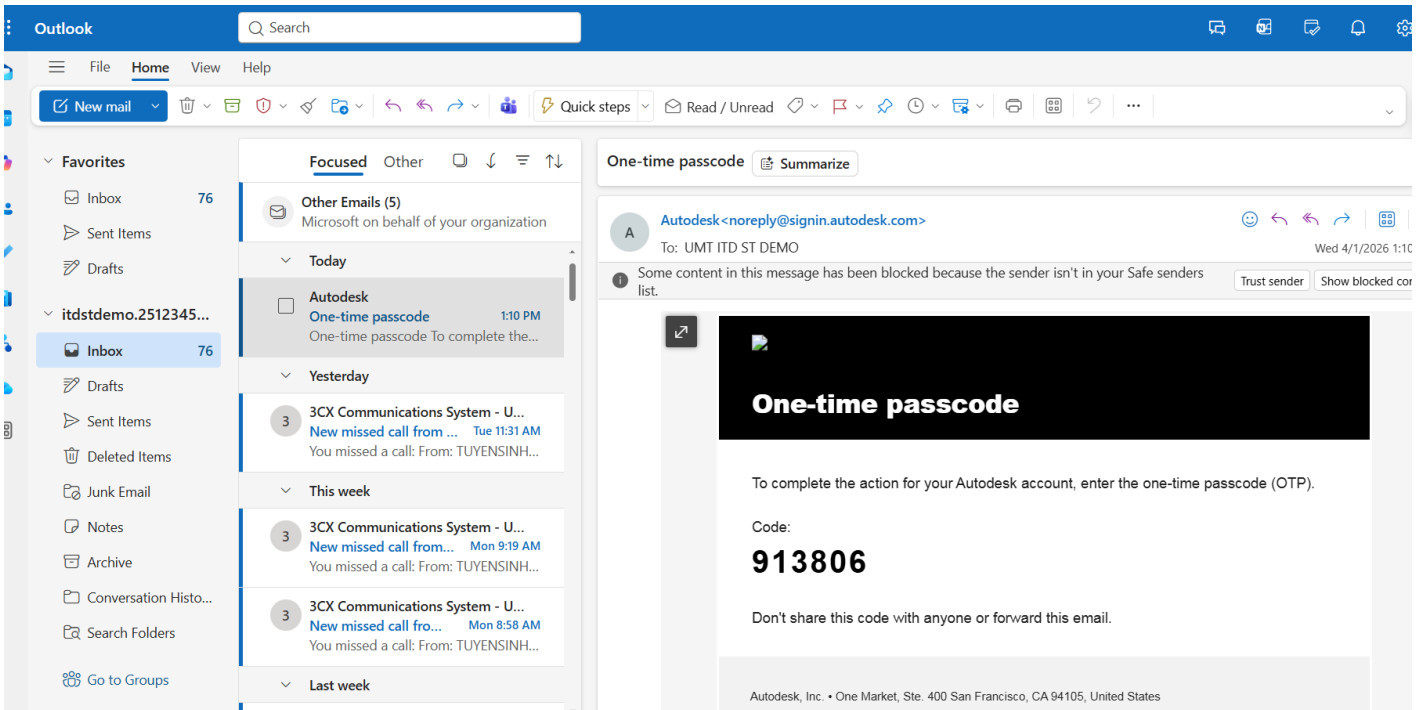 Outlook
Search
File Home View Help
New mail
Quick steps
Read / Unread
Favorites
Inbox 76
Sent Items
Drafts
itdstdemo.2512345...
Inbox 76
Drafts
Sent Items
Deleted Items
Junk Email
Notes
Archive
Conversation Histo...
Search Folders
Go to Groups
Focused Other
Other Emails (5)
Microsoft on behalf of your organization
Today
Autodesk
One-time passcode 1:10 PM
One-time passcode To complete the...
Yesterday
3
3CX Communications System - U...
New missed call from ... Tue 11:31 AM
You missed a call: From: TUYENSINH...
This week
3
3CX Communications System - U...
New missed call from... Mon 9:19 AM
You missed a call: From: TUYENSINH...
3
3CX Communications System - U...
New missed call fro... Mon 8:58 AM
You missed a call: From: TUYENSINH...
Last week
One-time passcode Summarize
A
Autodesk<noreply@signin.autodesk.com>
To: UMT ITD ST DEMO
Wed 4/1/2026 1:10
Some content in this message has been blocked because the sender isn't in your Safe senders
list.
Trust sender Show blocked con
One-time passcode
To complete the action for your Autodesk account, enter the one-time passcode (OTP).
Code:
913806
Don't share this code with anyone or forward this email.
Autodesk, Inc. • One Market, Ste. 400 San Francisco, CA 94105, United States